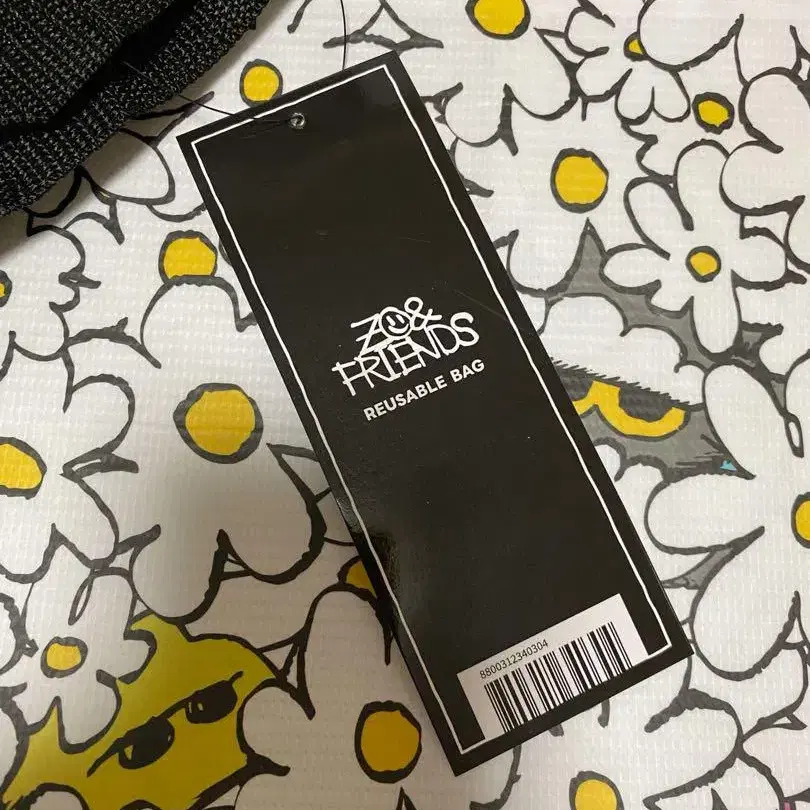 ZO&
FRIENDS
REUSABLE BAG
8800312340304